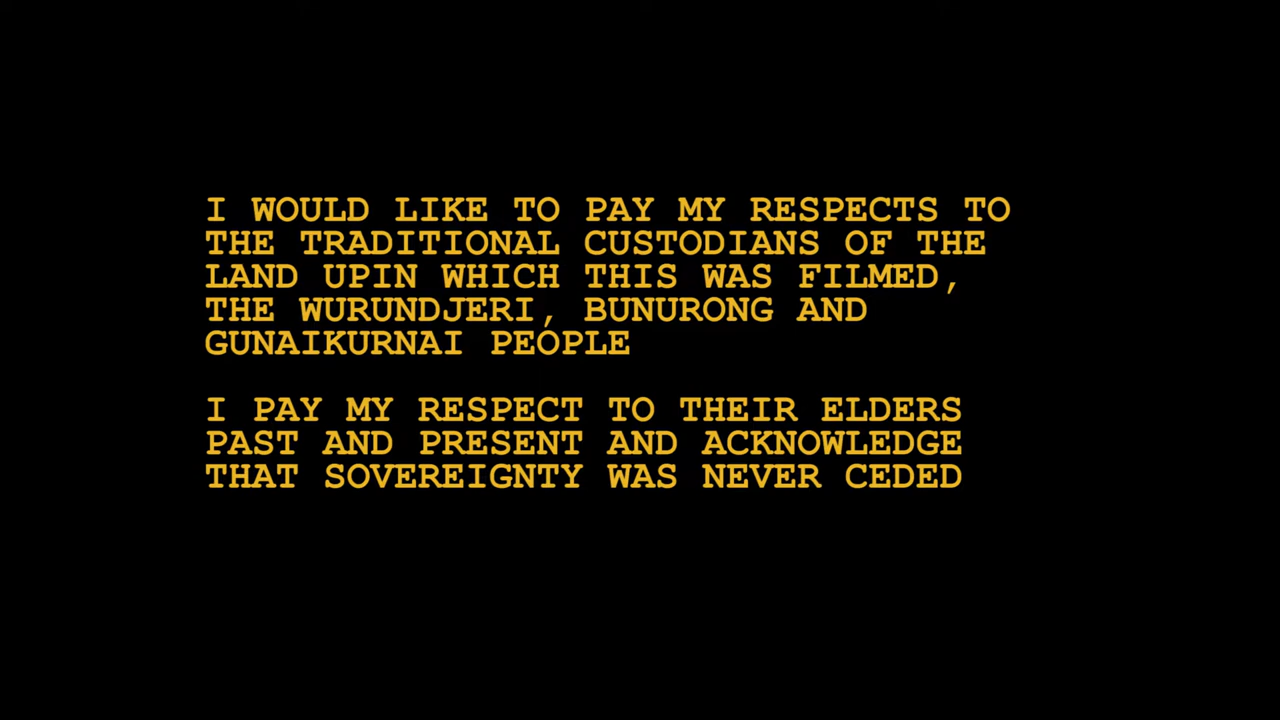 I WOULD LIKE TO PAY MY RESPECTS TO
THE TRADITIONAL CUSTODIANS OF THE
LAND UPIN WHICH THIS WAS FILMED,
THE WURUNDJERI, BUNURONG AND
GUNAIKURNAI PEOPLE
I PAY MY RESPECT TO THEIR ELDERS
PAST AND PRESENT AND ACKNOWLEDGE
THAT SOVEREIGNTY WAS NEVER CEDED